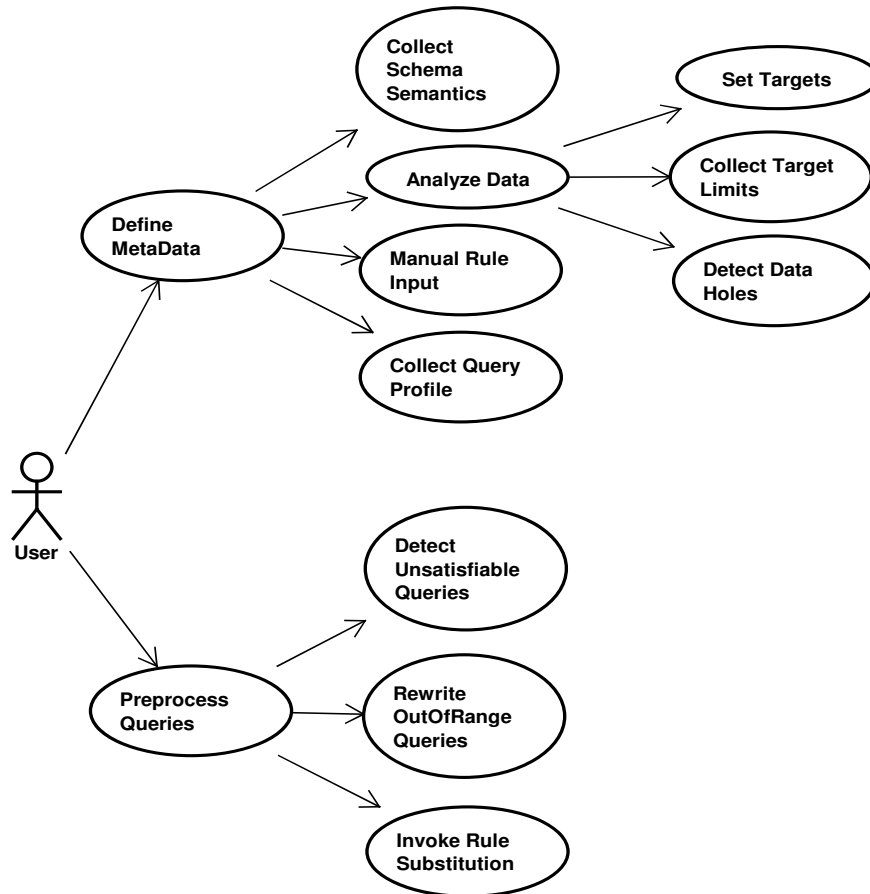 Collect
Schema
Semantics
Set Targets
Analyze Data
Collect Target
Limits
Define
MetaData
Manual Rule
Input
Detect Data
Holes
Collect Query
Profile
User
Detect
Unsatisfiable
Queries
Preprocess
Queries
Rewrite
OutOfRange
Queries
Invoke Rule
Substitution